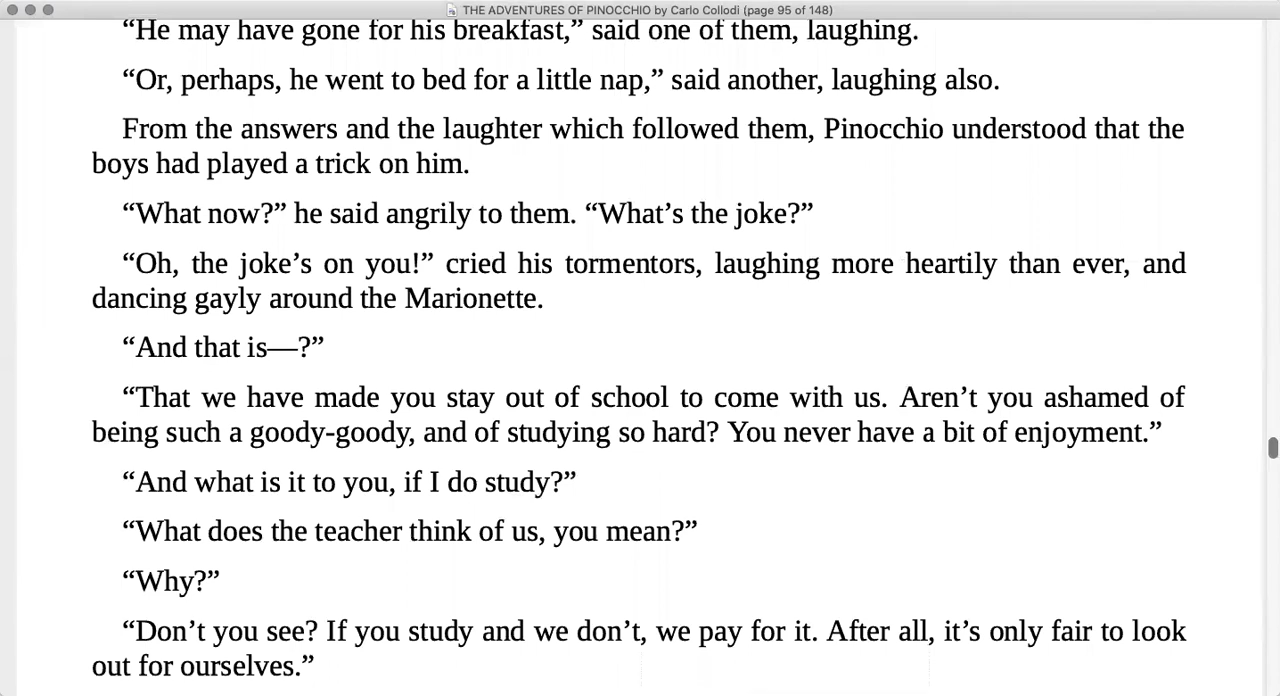 THE ADVENTURES OF PINOCCHIO by Carlo Collodi (page 95 of 148)
“He may have gone for his breakfast,” said one of them, laughing.
“Or, perhaps, he went to bed for a little nap,” said another, laughing also.
From the answers and the laughter which followed them, Pinocchio understood that the
boys had played a trick on him.
“What now?” he said angrily to them. “What’s the joke?”
“Oh, the joke’s on you!” cried his tormentors, laughing more heartily than ever, and
dancing gayly around the Marionette.
“And that is—?”
“That we have made you stay out of school to come with us. Aren’t you ashamed of
being such a goody-goody, and of studying so hard? You never have a bit of enjoyment.”
“And what is it to you, if I do study?”
“What does the teacher think of us, you mean?”
“Why?”
“Don’t you see? If you study and we don’t, we pay for it. After all, it’s only fair to look
out for ourselves.”